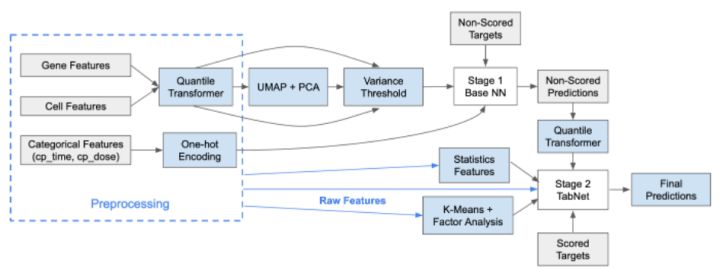 Non-Scored
Targets
Gene Features
Cell Features
Quantile
Transformer
UMAP + PCA
Variance
Threshold
Stage 1
Base NN
Non-Scored
Predictions
Categorical Features
(cp_time, cp_dose)
One-hot
Encoding
Quantile
Transformer
Statistics
Features
Stage 2
TabNet
Final
Predictions
Preprocessing
Raw Features
K-Means +
Factor Analysis
Scored
Targets